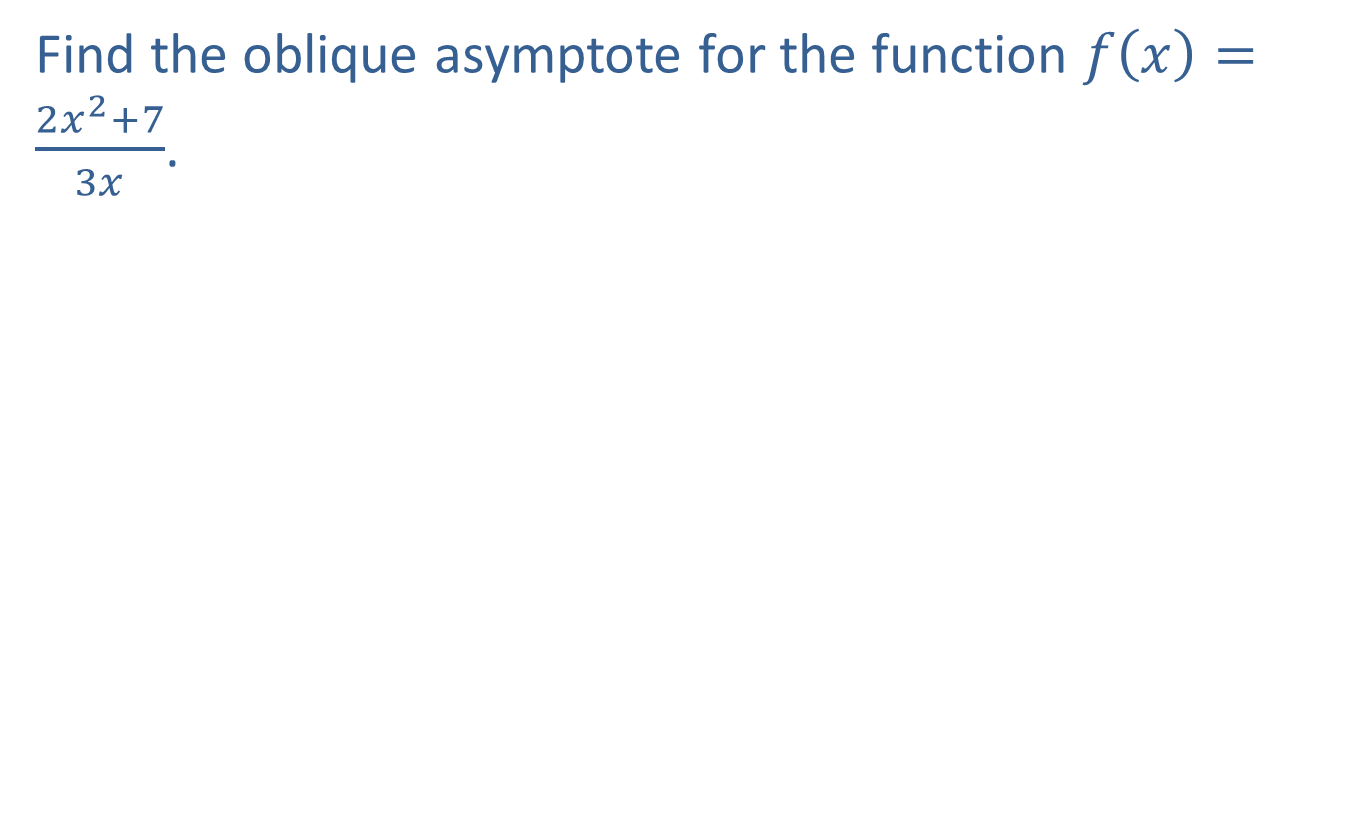 Find the oblique asymptote for the function 𝑓(𝑥) =
2𝑥²+7
3𝑥 .